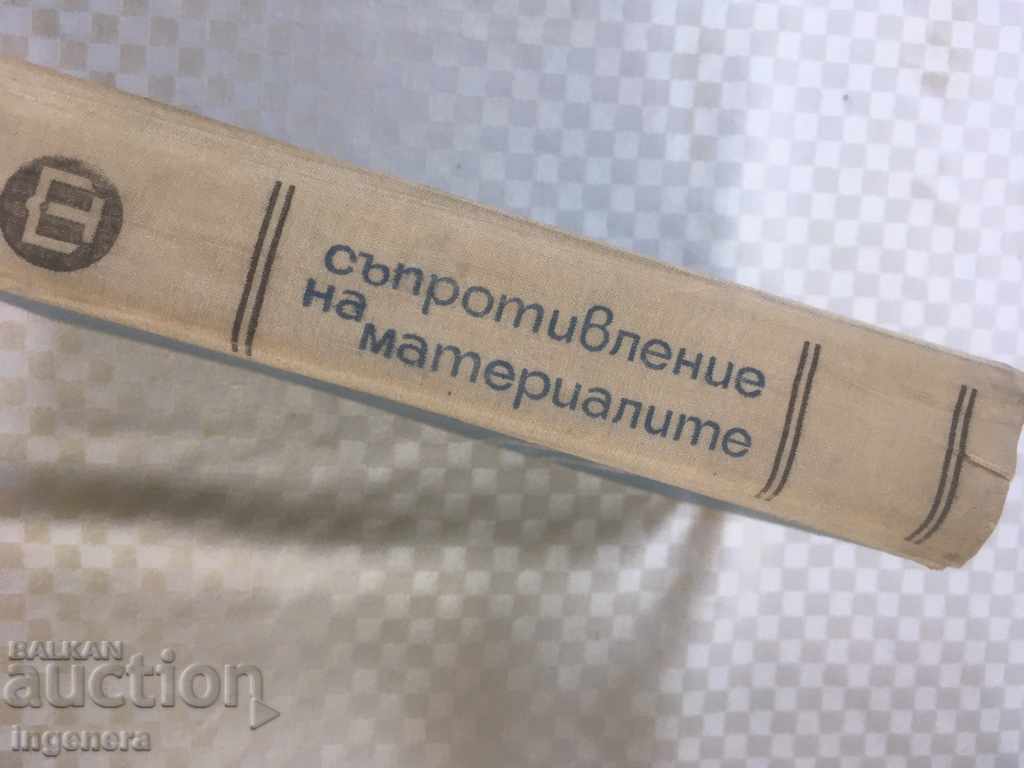 съпротивление
на
материалите
BALKAN
auction
ingenera